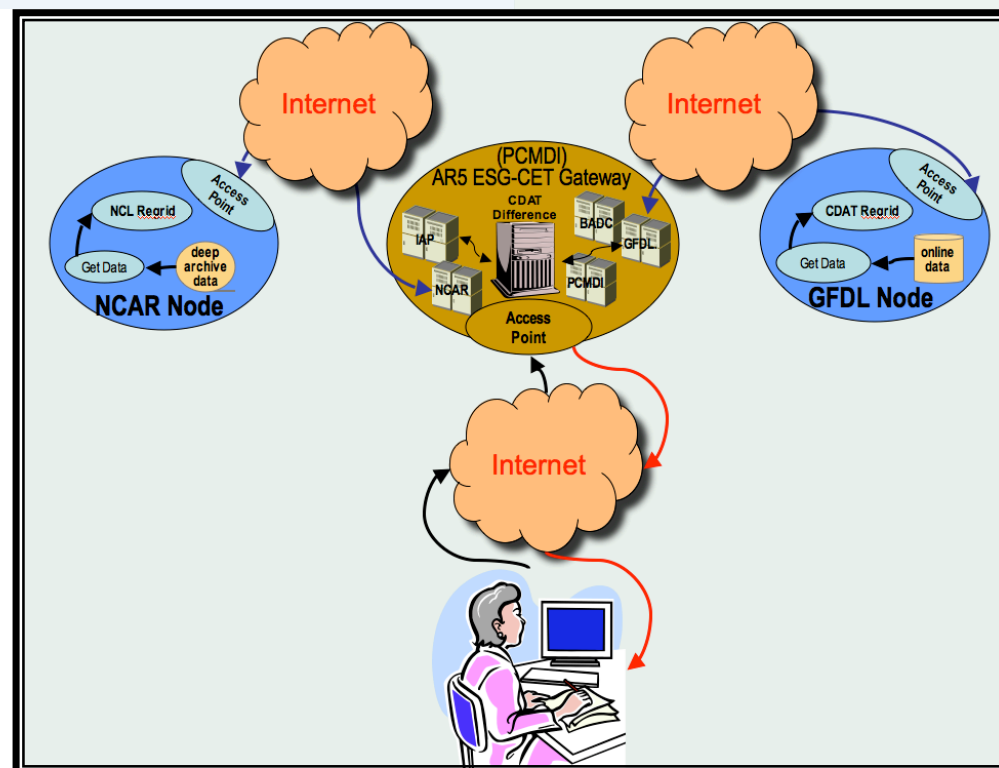 Internet
Internet
(PCMDI)
AR5 ESG-CET Gateway
CDAT
Difference
IAP
NCAR
BADC
GFDL
PCMDI
Access
Point
Access
Point
NCL Regrid
Get Data
deep
archive
data
NCAR Node
Access
Point
CDAT Regrid
Get Data
online
data
GFDL Node
Internet